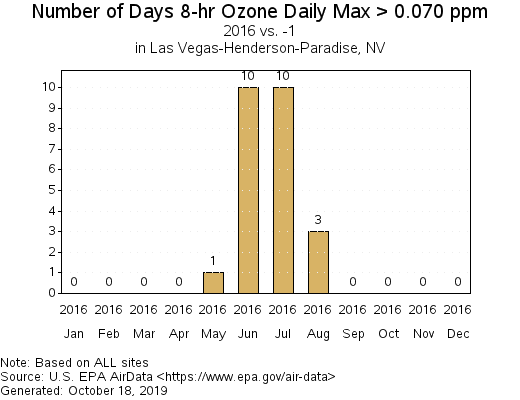 Number of Days 8-hr Ozone Daily Max > 0.070 ppm
2016 vs. -1
in Las Vegas-Henderson-Paradise, NV
10
9
8
7
6
5
4
3
2
1
0
0 0 0 0 1 10 10 3 0 0 0 0
2016 2016 2016 2016 2016 2016 2016 2016 2016 2016 2016 2016
Jan Feb Mar Apr May Jun Jul Aug Sep Oct Nov Dec
Note: Based on ALL sites
Source: U.S. EPA AirData <https://www.epa.gov/air-data>
Generated: October 18, 2019